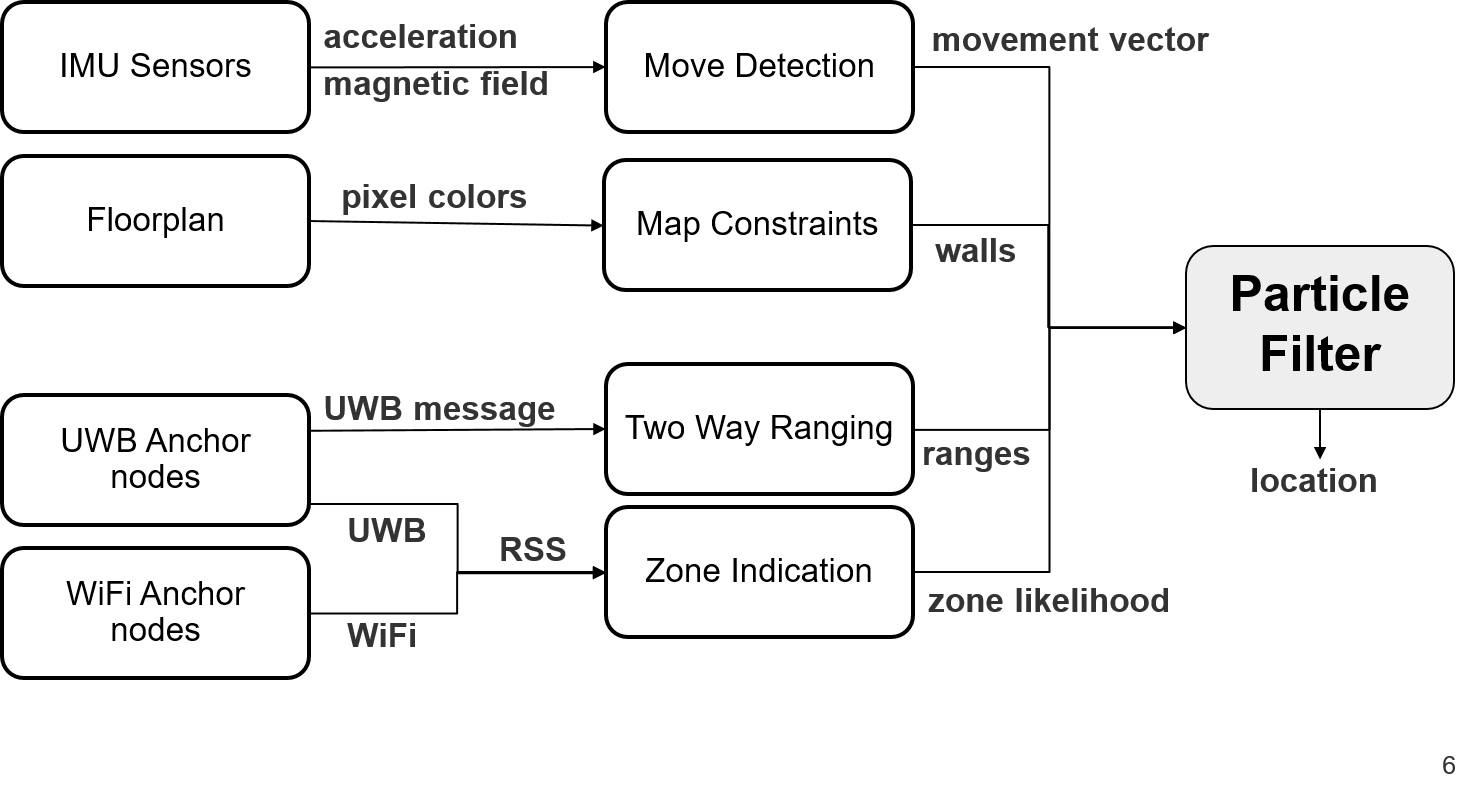 IMU Sensors
acceleration
magnetic field
Move Detection
movement vector
Floorplan
pixel colors
Map Constraints
walls
Particle
Filter
location
UWB Anchor
nodes
UWB message
Two Way Ranging
ranges
UWB
RSS
WiFi Anchor
nodes
WiFi
Zone Indication
zone likelihood
6